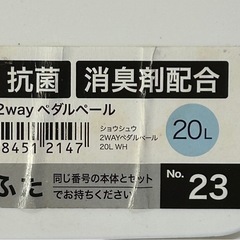 抗菌 消臭剤配合
2way ペダルペール
ショウシュウ
2WAYペダルペール
20L WH
20L
8451 2147
ふた
同じ番号の本体とセット
でお持ちください
No. 23